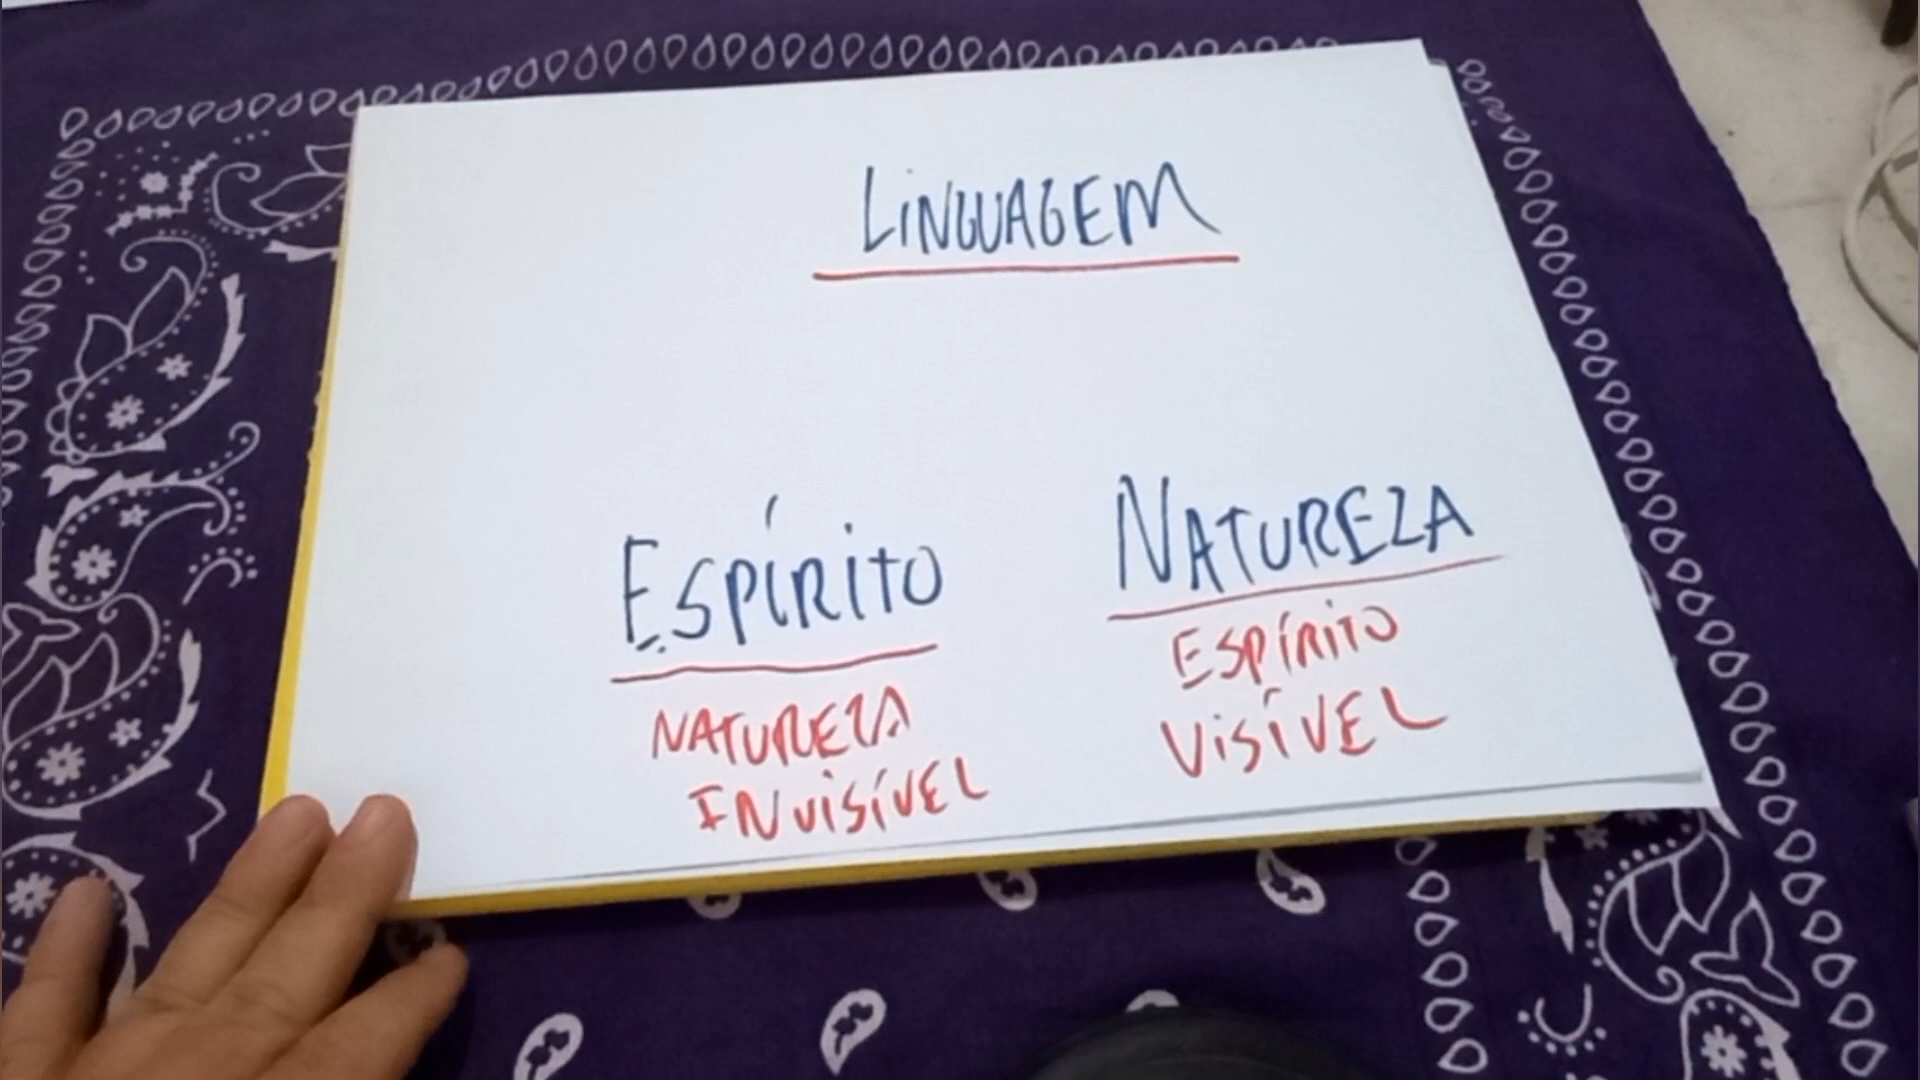 LINGUAGEM
ESPÍRITO
NATUREZA
INVISÍVEL
NATUREZA
ESPÍRITO
VISÍVEL